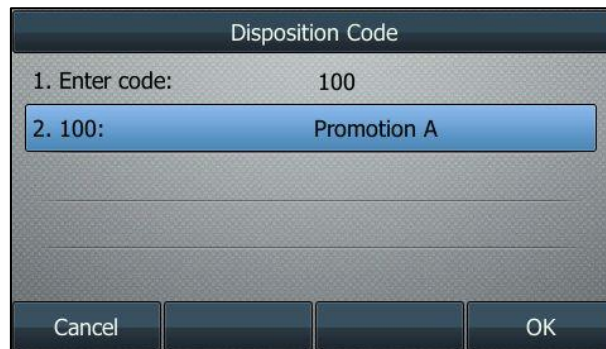 Disposition Code
1. Enter code: 100
2. 100: Promotion A
Cancel OK